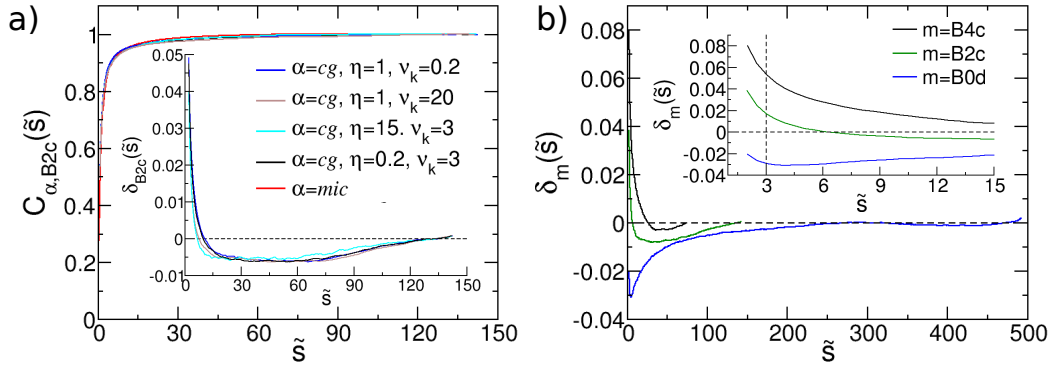 a)
C_α,B2c(s̃)
1
0.8
0.6
0.4
0.2
0
0 30 60 90 120 150
s̃
δ_B2c(s̃)
0.05
0.04
0.03
0.02
0.01
0
-0.01
0 30 60 90 120 150
s̃
α=cg, η=1, ν_k=0.2
α=cg, η=1, ν_k=20
α=cg, η=15. ν_k=3
α=cg, η=0.2, ν_k=3
α=mic
b)
δ_m(s̃)
0.08
0.06
0.04
0.02
0
-0.02
-0.04
0 100 200 300 400 500
s̃
δ_m(s̃)
0.08
0.06
0.04
0.02
0
-0.02
-0.04
3 6 9 12 15
s̃
m=B4c
m=B2c
m=B0d